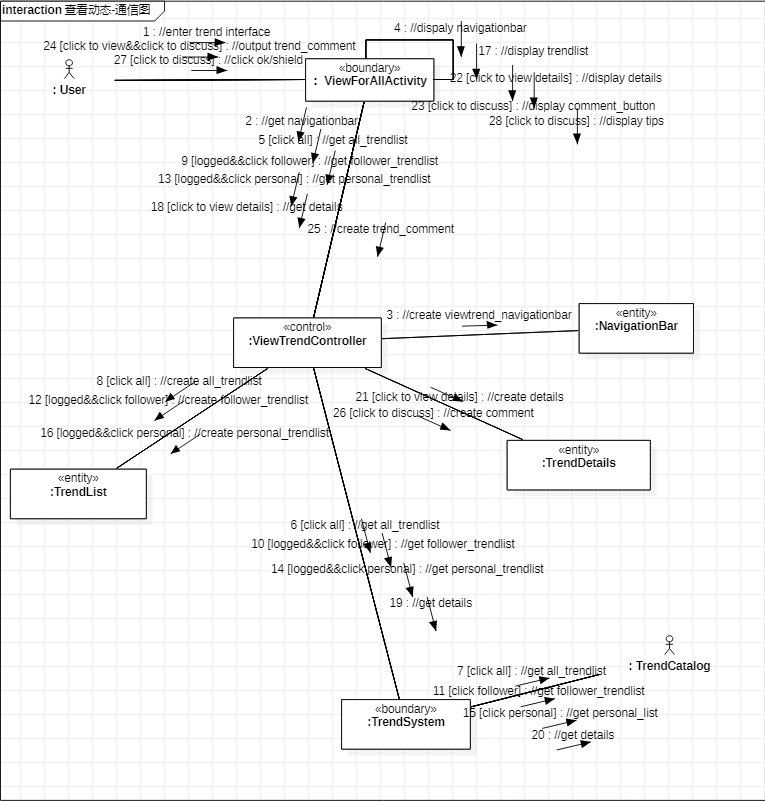 interaction 查看动态-通信图
4 : //dispaly navigationbar
1 : //enter trend interface
24 [click to view&&click to discuss] : //output trend_comment
17 : //display trendlist
27 [click to discuss] : //click ok/shield
«boundary»
: ViewForAllActivity
22 [click to view details] : //display details
: User
23 [click to discuss] : //display comment_button
2 : //get navigationbar
28 [click to discuss] : //display tips
5 [click all] : //get all_trendlist
9 [logged&&click follower] : //get follower_trendlist
13 [logged&&click personal] : //get personal_trendlist
18 [click to view details] : //get details
25 : //create trend_comment
3 : //create viewtrend_navigationbar
«entity»
:NavigationBar
«control»
:ViewTrendController
8 [click all] : //create all_trendlist
12 [logged&&click follower] : //create follower_trendlist
21 [click to view details] : //create details
26 [click to discuss] : //create comment
16 [logged&&click personal] : //create personal_trendlist
«entity»
:TrendDetails
«entity»
:TrendList
6 [click all] : //get all_trendlist
10 [logged&&click follower] : //get follower_trendlist
14 [logged&&click personal] : //get personal_trendlist
19 : //get details
: TrendCatalog
7 [click all] : //get all_trendlist
11 [click follower] : //get follower_trendlist
«boundary»
:TrendSystem
15 [click personal] : //get personal_list
20 : //get details